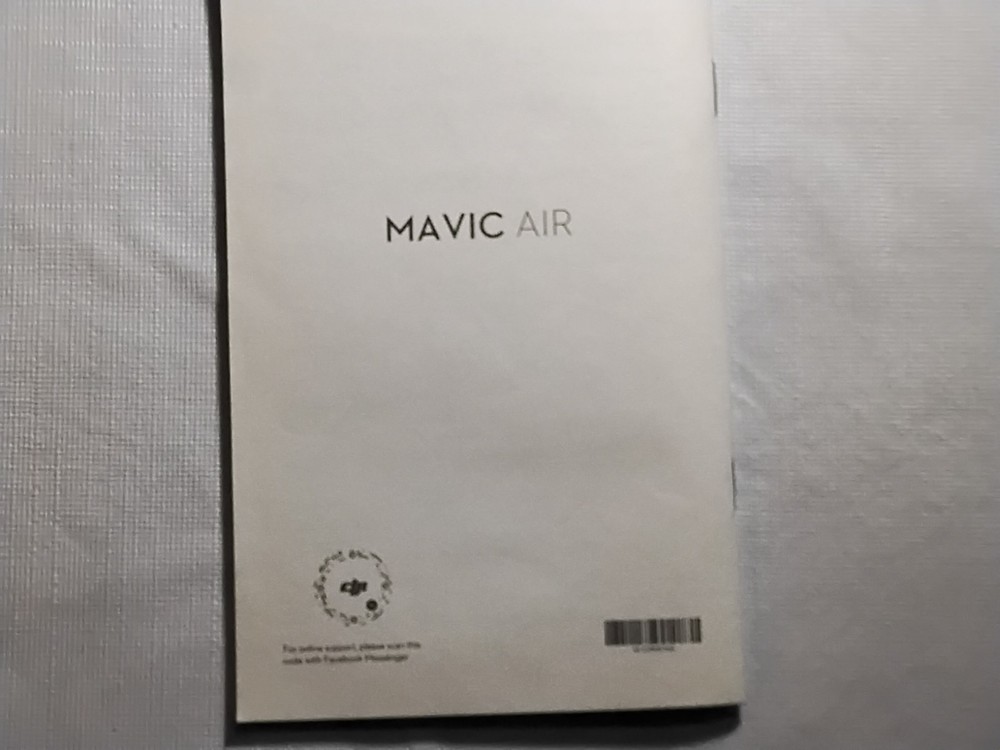 MAVIC AIR
dji
For online support, please scan this
code with Facebook Messenger